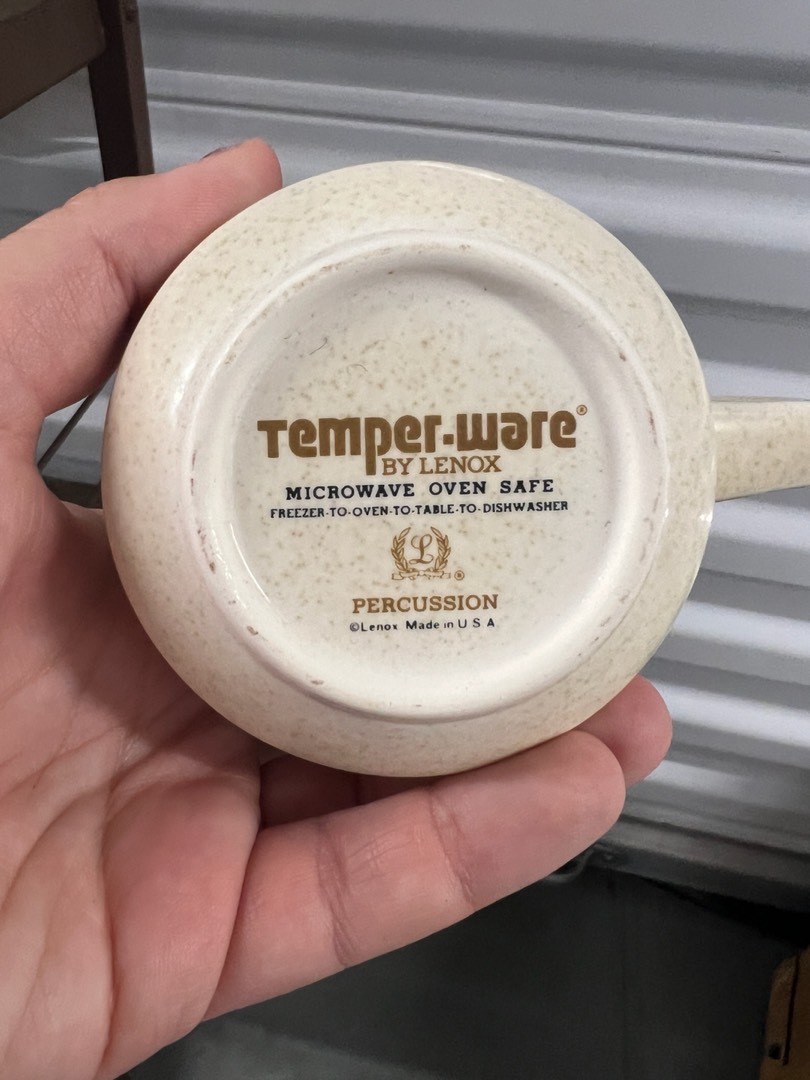 Temper-ware®
BY LENOX
MICROWAVE OVEN SAFE
FREEZER-TO-OVEN-TO-TABLE-TO-DISHWASHER
L
®
PERCUSSION
©Lenox Made in U S A